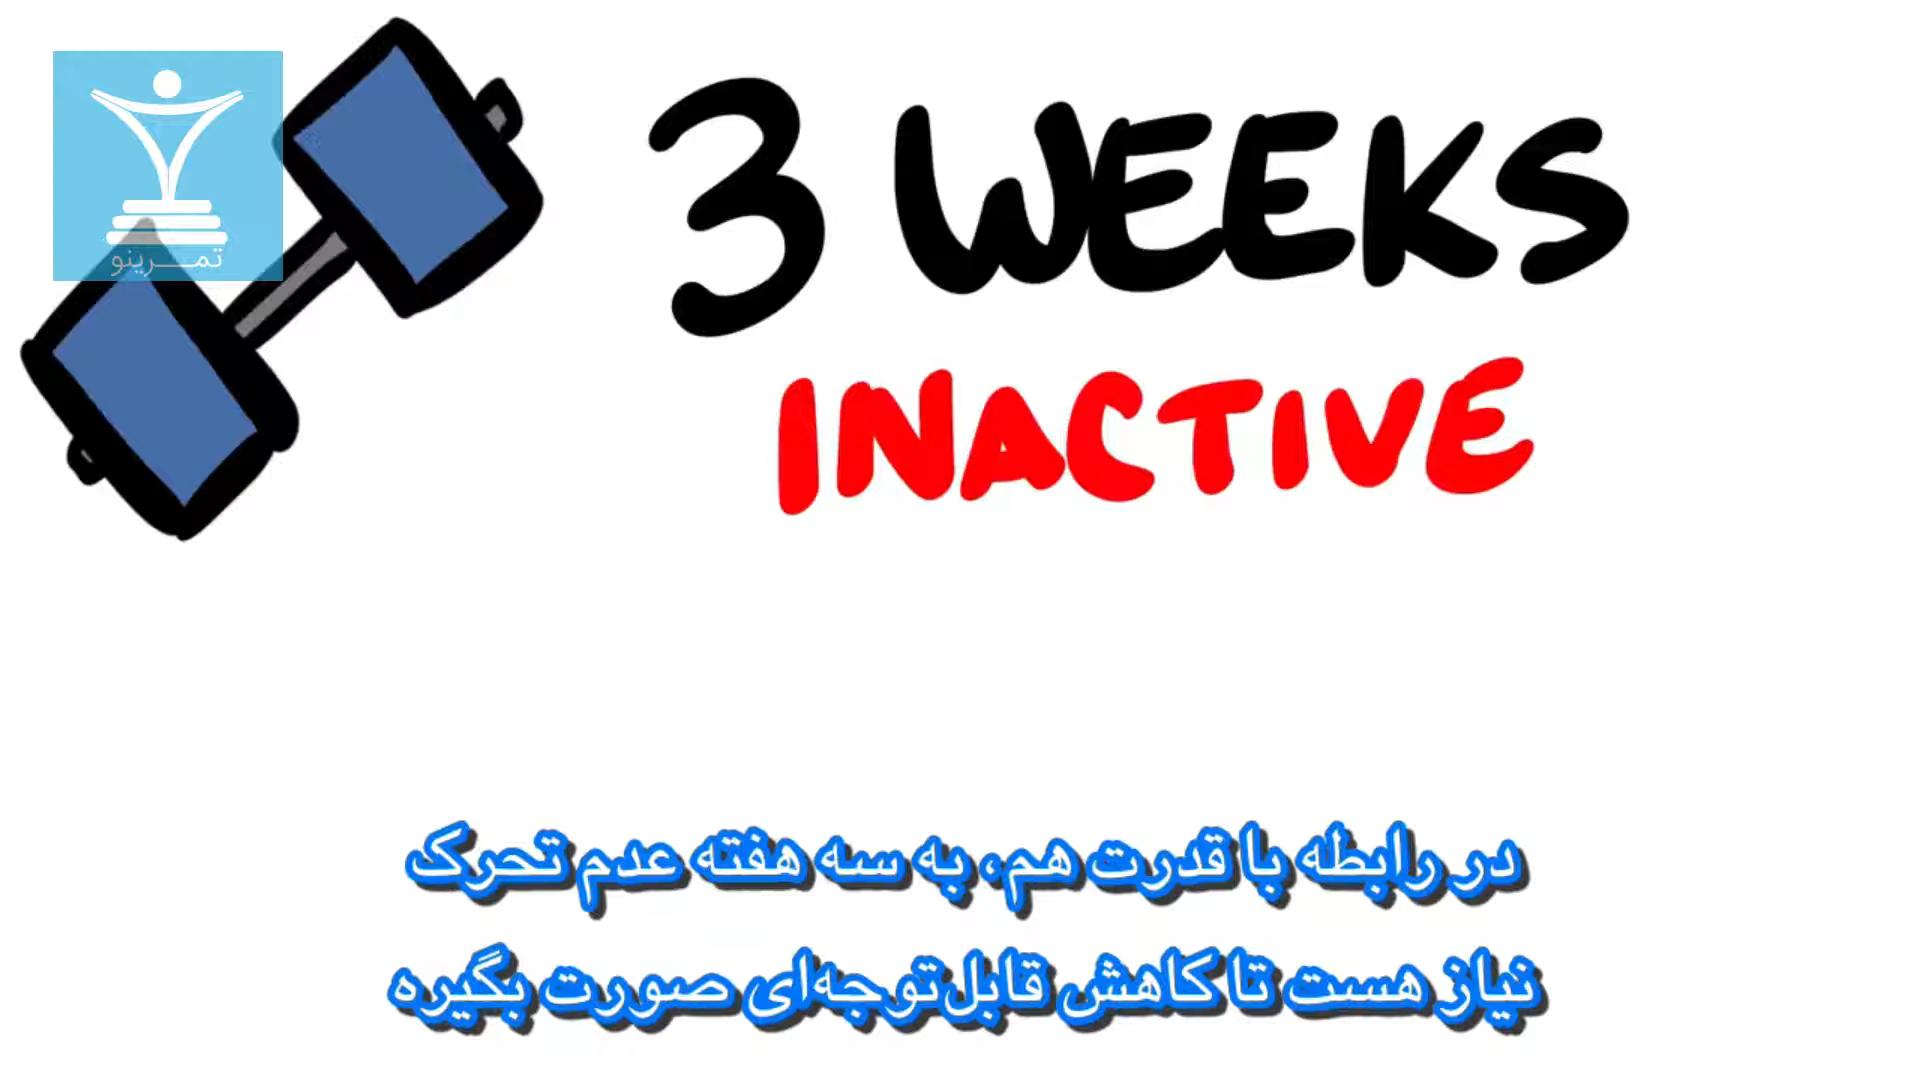 3 WEEKS
INACTIVE
تمرینو
در رابطه با قدرت هم، به سه هفته عدم تحرک
نیاز هست تا کاهش قابل‌توجه‌ای صورت بگیره